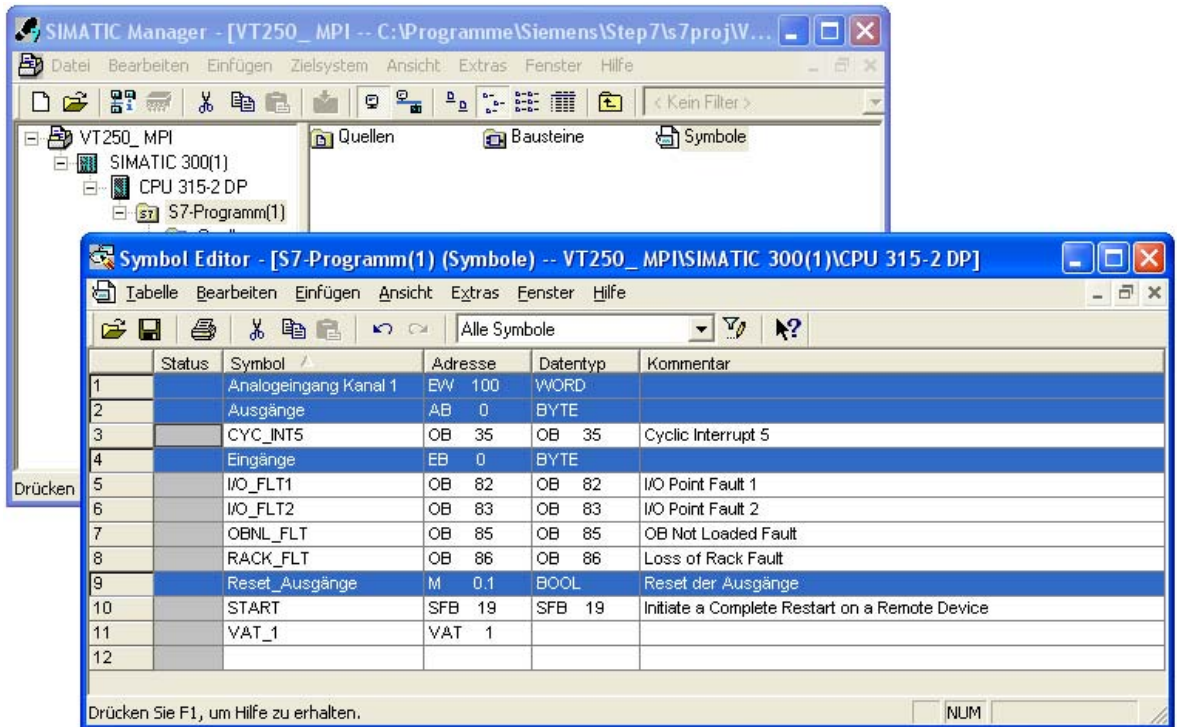 SIMATIC Manager - [VT250_ MPI -- C:\Programme\Siemens\Step7\s7proj\V...
Datei Bearbeiten Einfügen Zielsystem Ansicht Extras Fenster Hilfe
< Kein Filter >
VT250_ MPI
SIMATIC 300(1)
CPU 315-2 DP
S7-Programm(1)
Quellen Bausteine Symbole
Drücken
Symbol Editor - [S7-Programm(1) (Symbole) -- VT250_ MPI\SIMATIC 300(1)\CPU 315-2 DP]
Tabelle Bearbeiten Einfügen Ansicht Extras Fenster Hilfe
Alle Symbole
Status Symbol Adresse Datentyp Kommentar
1 Analogeingang Kanal 1 EW 100 WORD
2 Ausgänge AB 0 BYTE
3 CYC_INT5 OB 35 OB 35 Cyclic Interrupt 5
4 Eingänge EB 0 BYTE
5 I/O_FLT1 OB 82 OB 82 I/O Point Fault 1
6 I/O_FLT2 OB 83 OB 83 I/O Point Fault 2
7 OBNL_FLT OB 85 OB 85 OB Not Loaded Fault
8 RACK_FLT OB 86 OB 86 Loss of Rack Fault
9 Reset_Ausgänge M 0.1 BOOL Reset der Ausgänge
10 START SFB 19 SFB 19 Initiate a Complete Restart on a Remote Device
11 VAT_1 VAT 1
12
Drücken Sie F1, um Hilfe zu erhalten. NUM